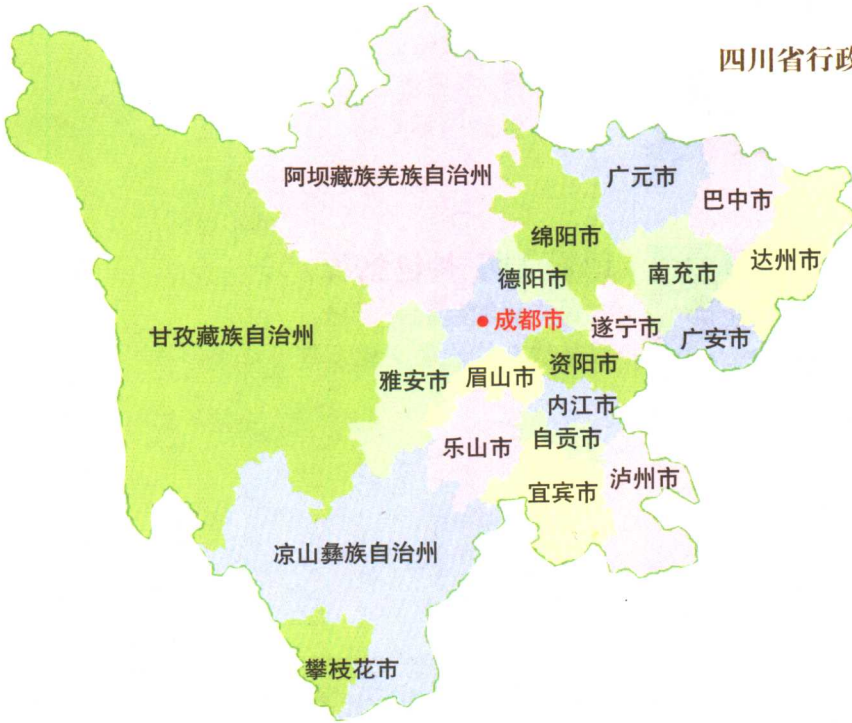 四川省行政
阿坝藏族羌族自治州
广元市
巴中市
绵阳市
达州市
德阳市
南充市
成都市
遂宁市
广安市
甘孜藏族自治州
资阳市
雅安市
眉山市
内江市
自贡市
乐山市
泸州市
宜宾市
凉山彝族自治州
攀枝花市